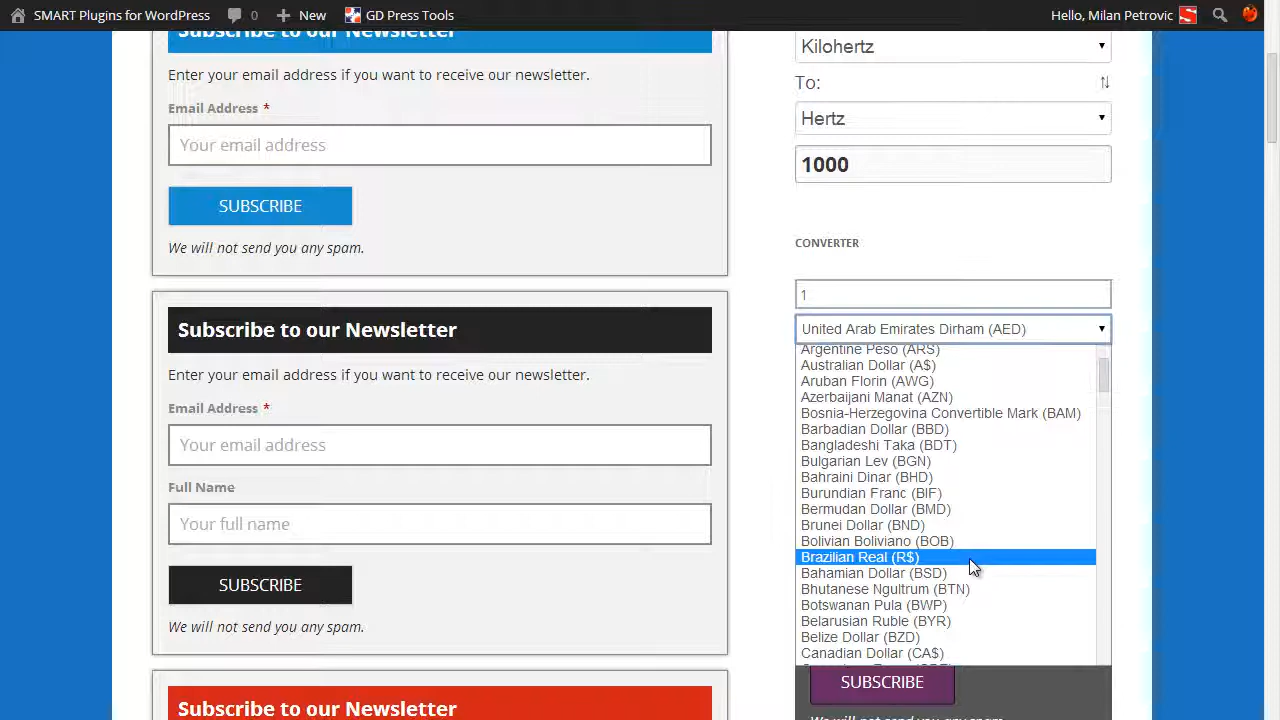 SMART Plugins for WordPress 0 New GD Press Tools Hello, Milan Petrovic
Subscribe to our Newsletter
Enter your email address if you want to receive our newsletter.
Email Address *
Your email address
SUBSCRIBE
We will not send you any spam.
Subscribe to our Newsletter
Enter your email address if you want to receive our newsletter.
Email Address *
Your email address
Full Name
Your full name
SUBSCRIBE
We will not send you any spam.
Subscribe to our Newsletter
Kilohertz
To:
Hertz
1000
CONVERTER
1
United Arab Emirates Dirham (AED)
Argentine Peso (ARS)
Australian Dollar (A$)
Aruban Florin (AWG)
Azerbaijani Manat (AZN)
Bosnia-Herzegovina Convertible Mark (BAM)
Barbadian Dollar (BBD)
Bangladeshi Taka (BDT)
Bulgarian Lev (BGN)
Bahraini Dinar (BHD)
Burundian Franc (BIF)
Bermudan Dollar (BMD)
Brunei Dollar (BND)
Bolivian Boliviano (BOB)
Brazilian Real (R$)
Bahamian Dollar (BSD)
Bhutanese Ngultrum (BTN)
Botswanan Pula (BWP)
Belarusian Ruble (BYR)
Belize Dollar (BZD)
Canadian Dollar (CA$)
SUBSCRIBE
We will not send you any spam.